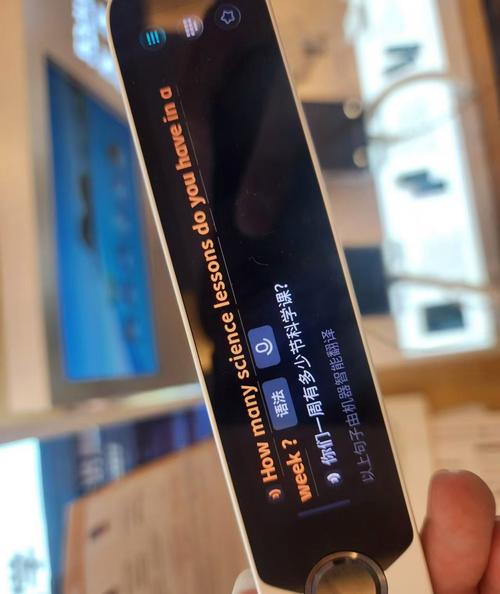 How many science lessons do you have in a
week？
语法
你们一周有多少节科学课?
以上句子由机器智能翻译